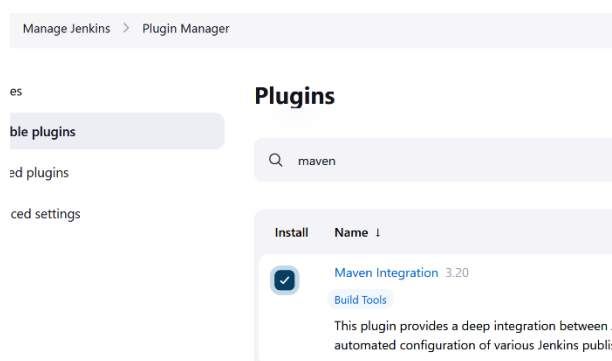 Manage Jenkins > Plugin Manager
es
Plugins
ble plugins
maven
ed plugins
ced settings
Install Name ↓
Maven Integration 3.20
Build Tools
This plugin provides a deep integration between
automated configuration of various Jenkins publi